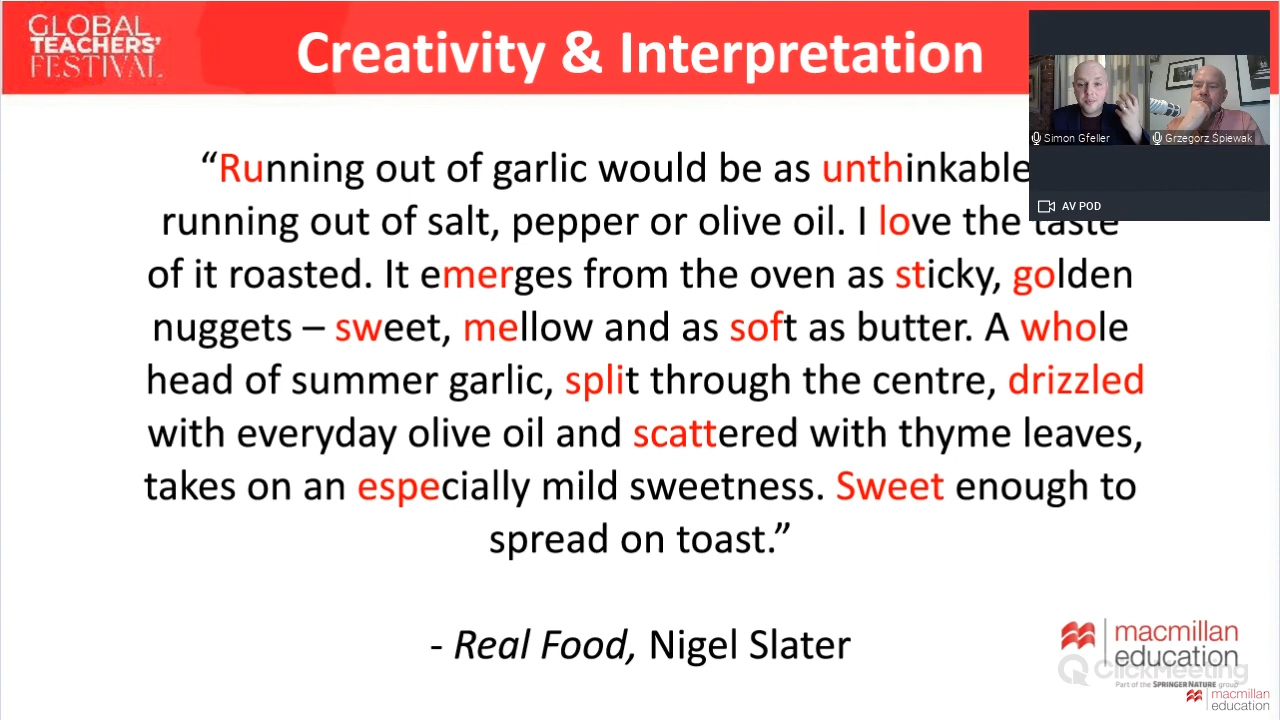 GLOBAL
TEACHERS'
FESTIVAL
Creativity & Interpretation
Simon Gfeller
Grzegorz Śpiewak
AV POD
“Running out of garlic would be as unthinkable
running out of salt, pepper or olive oil. I love the taste
of it roasted. It emerges from the oven as sticky, golden
nuggets – sweet, mellow and as soft as butter. A whole
head of summer garlic, split through the centre, drizzled
with everyday olive oil and scattered with thyme leaves,
takes on an especially mild sweetness. Sweet enough to
spread on toast.”
- Real Food, Nigel Slater
macmillan
education
ClickMeeting
Part of the SPRINGER NATURE group
macmillan
education